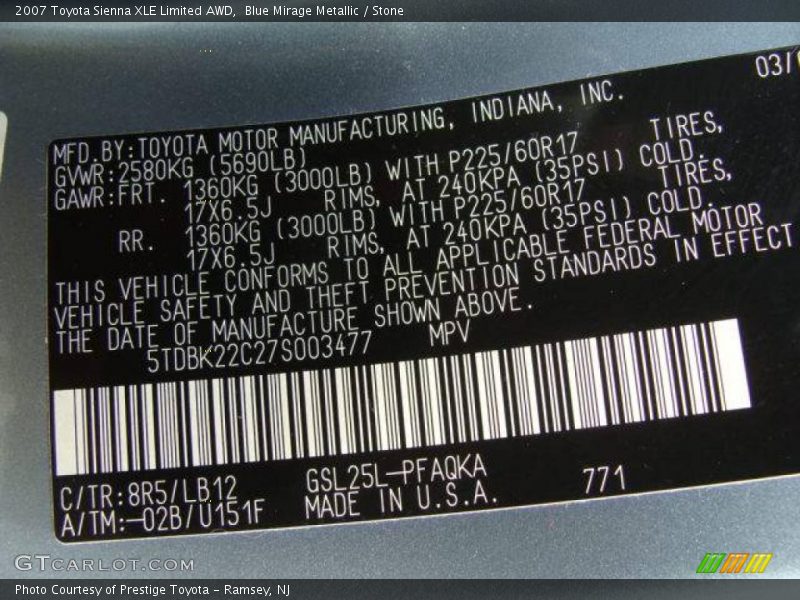 2007 Toyota Sienna XLE Limited AWD, Blue Mirage Metallic / Stone
03/
MFD.BY:TOYOTA MOTOR MANUFACTURING, INDIANA, INC.
GVWR:2580KG (5690LB)
GAWR:FRT. 1360KG (3000LB) WITH P225/60R17 TIRES,
17X6.5J RIMS, AT 240KPA (35PSI) COLD.
RR. 1360KG (3000LB) WITH P225/60R17 TIRES,
17X6.5J RIMS, AT 240KPA (35PSI) COLD.
THIS VEHICLE CONFORMS TO ALL APPLICABLE FEDERAL MOTOR
VEHICLE SAFETY AND THEFT PREVENTION STANDARDS IN EFFECT
THE DATE OF MANUFACTURE SHOWN ABOVE.
5TDBK22C27S003477 MPV
C/TR:8R5/LB12 GSL25L-PFAQKA 771
A/TM:-02B/U151F MADE IN U.S.A.
GTCARLOT.COM
Photo Courtesy of Prestige Toyota - Ramsey, NJ